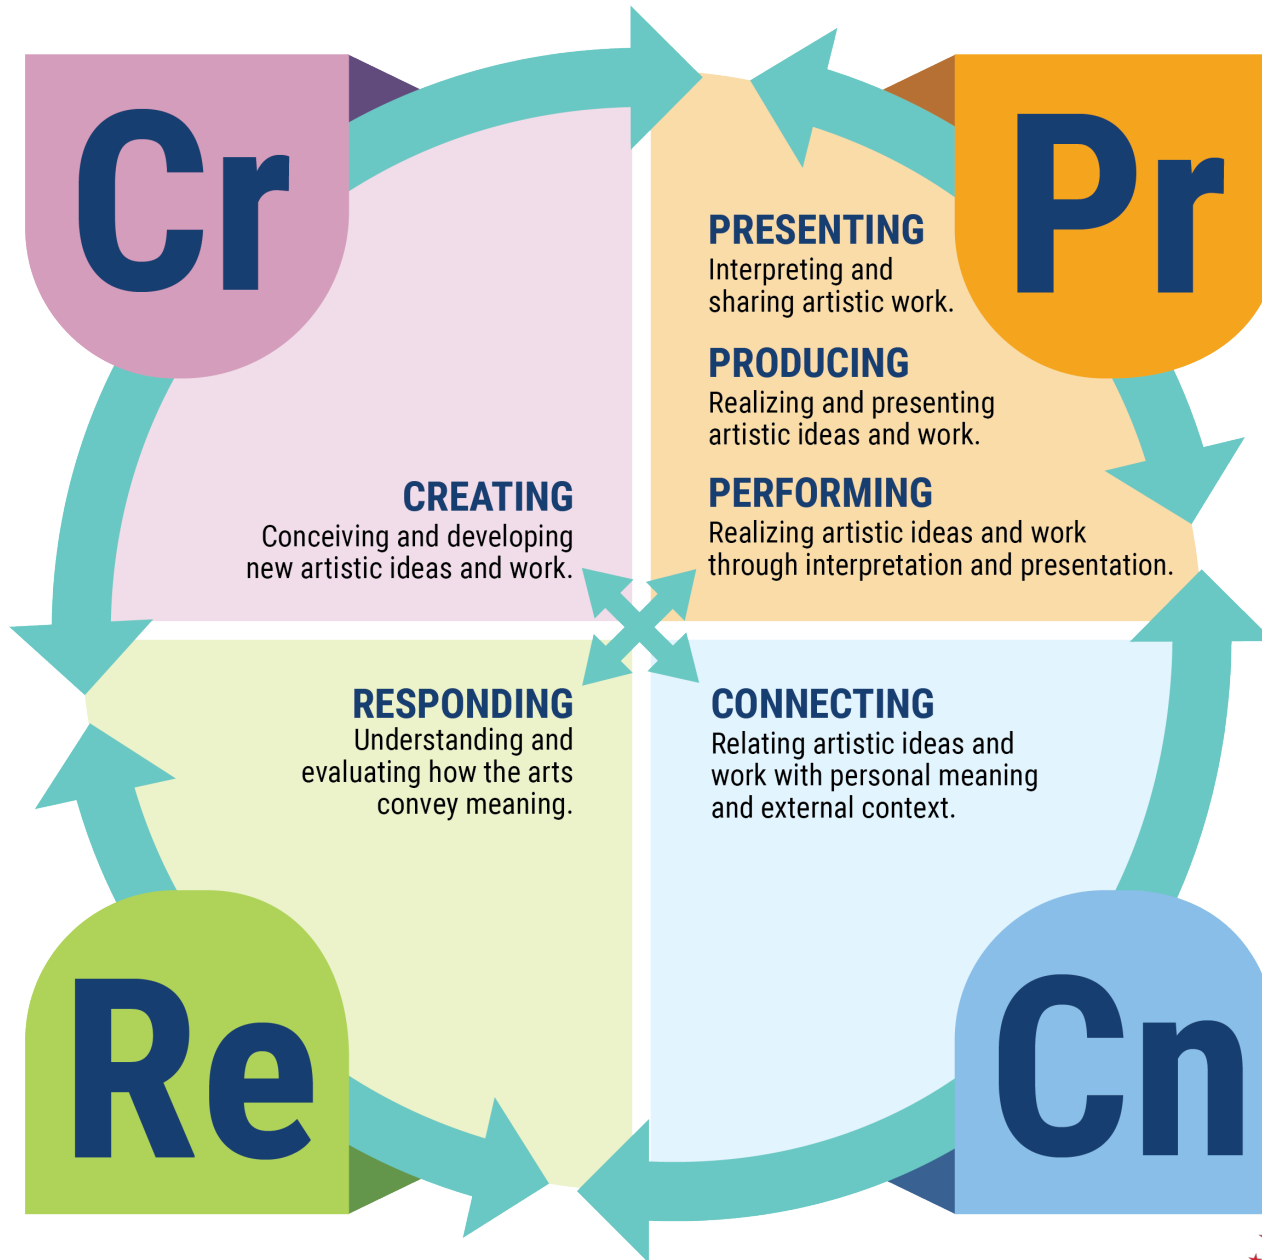 Cr
Pr
PRESENTING
Interpreting and
sharing artistic work.
PRODUCING
Realizing and presenting
artistic ideas and work.
PERFORMING
Realizing artistic ideas and work
through interpretation and presentation.
CREATING
Conceiving and developing
new artistic ideas and work.
RESPONDING
Understanding and
evaluating how the arts
convey meaning.
CONNECTING
Relating artistic ideas and
work with personal meaning
and external context.
Re
Cn